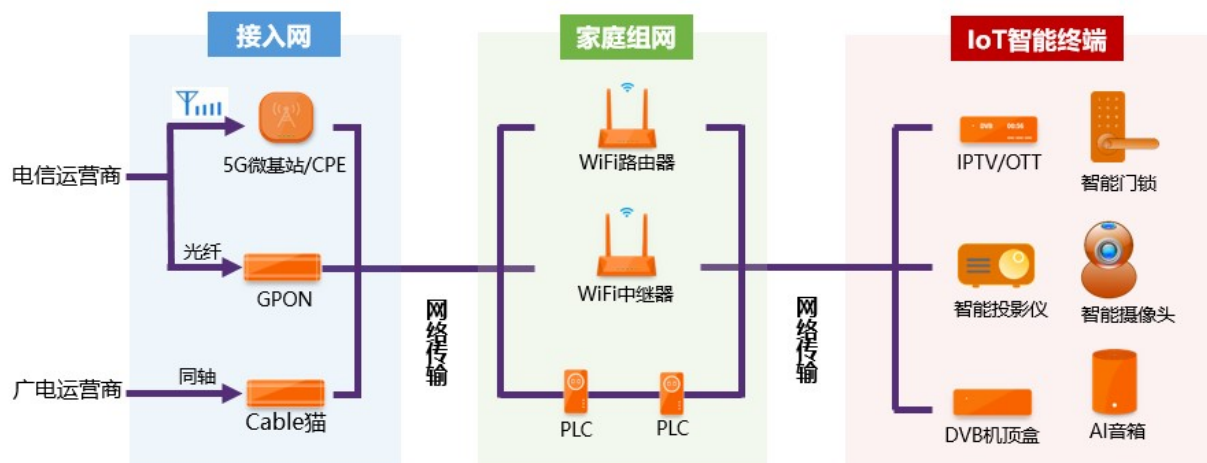 接入网
家庭组网
IoT智能终端
5G微基站/CPE
WiFi路由器
IPTV/OTT
智能门锁
电信运营商
光纤
GPON
WiFi中继器
智能投影仪
智能摄像头
网络传输
网络传输
广电运营商
同轴
Cable猫
PLC
PLC
DVB机顶盒
AI音箱